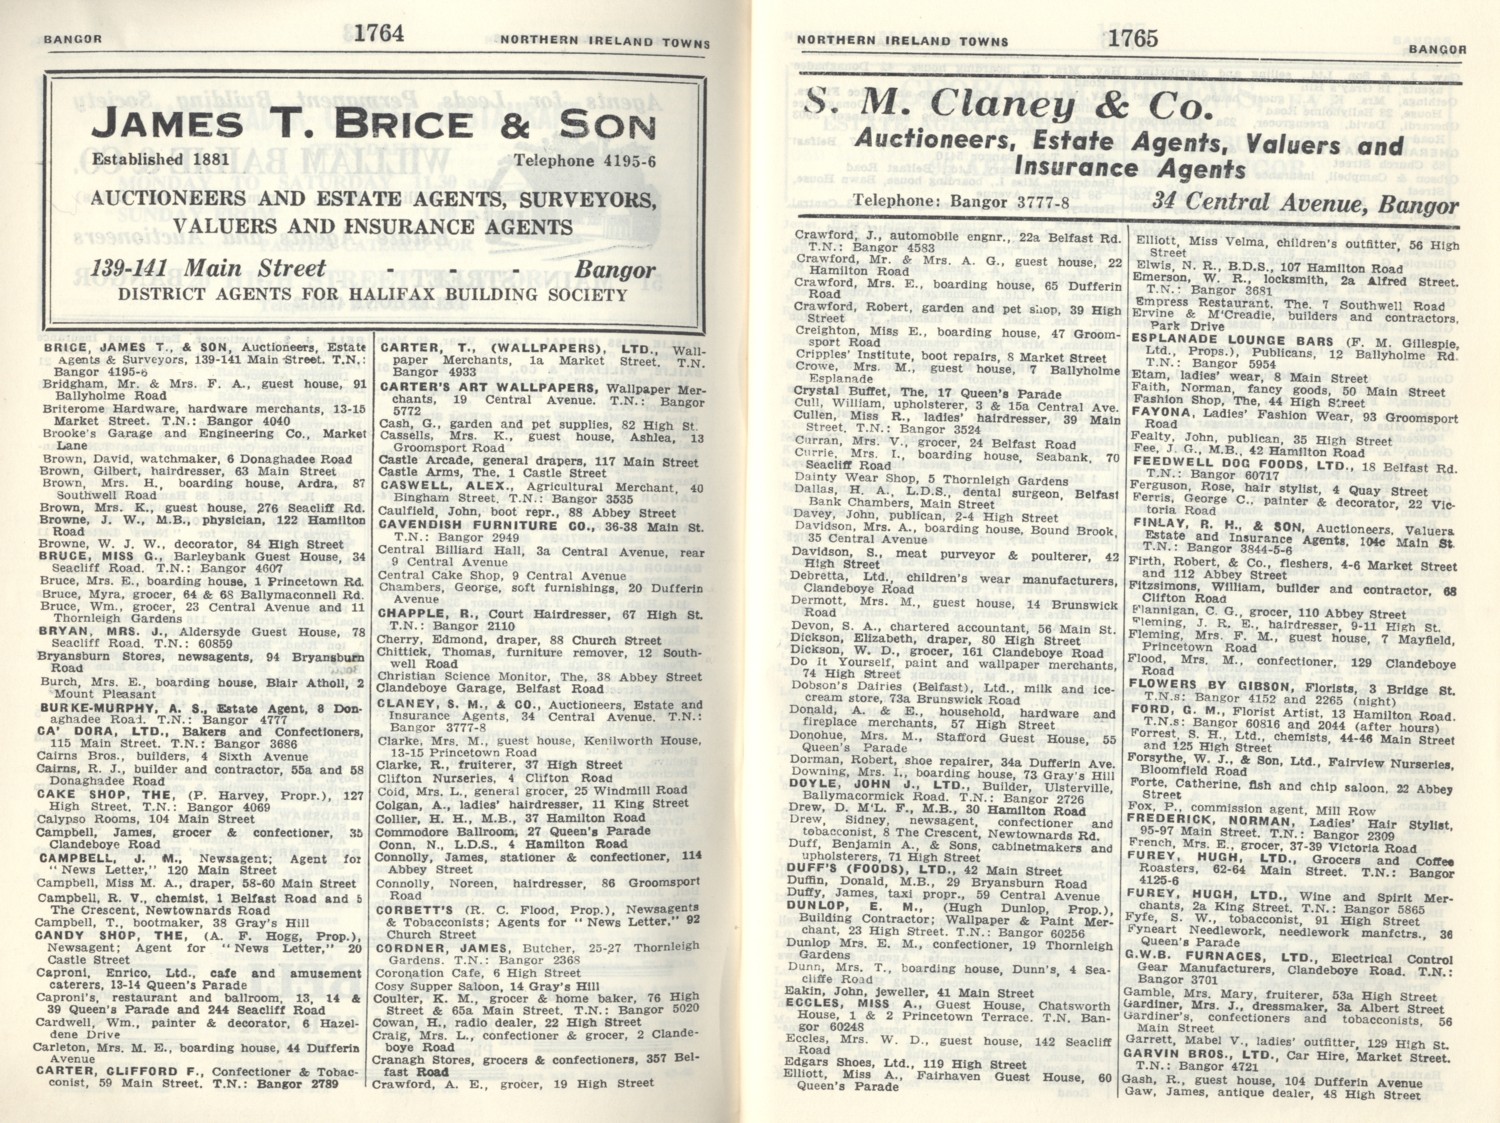 BANGOR
1764
NORTHERN IRELAND TOWNS
JAMES T. BRICE & SON
Established 1881
Telephone 4195-6
AUCTIONEERS AND ESTATE AGENTS, SURVEYORS,
VALUERS AND INSURANCE AGENTS
139-141 Main Street - - - Bangor
DISTRICT AGENTS FOR HALIFAX BUILDING SOCIETY
BRICE, JAMES T., & SON, Auctioneers, Estate
Agents & Surveyors, 139-141 Main Street. T.N.:
Bangor 4195-6
Bridgham, Mr. & Mrs. F. A., guest house, 91
Ballyholme Road
Briterome Hardware, hardware merchants, 13-15
Market Street. T.N.: Bangor 4040
Brooke's Garage and Engineering Co., Market
Lane
Brown, David, watchmaker, 6 Donaghadee Road
Brown, Gilbert, hairdresser, 63 Main Street
Brown, Mrs. H., boarding house, Ardra, 87
Southwell Road
Brown, Mrs. K., guest house, 276 Seacliff Rd.
Browne, J. W., M.B., physician, 122 Hamilton
Road
Browne, W. J. W., decorator, 84 High Street
BRUCE, MISS G., Barleybank Guest House, 34
Seacliff Road. T.N.: Bangor 4607
Bruce, Mrs. E., boarding house, 1 Princetown Rd.
Bruce, Myra, grocer, 64 & 68 Ballymaconnell Rd.
Bruce, Wm., grocer, 23 Central Avenue and 11
Thornleigh Gardens
BRYAN, MRS. J., Aldersyde Guest House, 78
Seacliff Road. T.N.: 60859
Bryansburn Stores, newsagents, 94 Bryansburn
Road
Burch, Mrs. E., boarding house, Blair Atholl, 2
Mount Pleasant
BURKE-MURPHY, A. S., Estate Agent, 8 Don-
aghadee Road. T.N.: Bangor 4777
CA' DORA, LTD., Bakers and Confectioners,
115 Main Street. T.N.: Bangor 3686
Cairns Bros., builders, 4 Sixth Avenue
Cairns, R. J., builder and contractor, 55a and 58
Donaghadee Road
CAKE SHOP, THE, (P. Harvey, Propr.), 127
High Street. T.N.: Bangor 4069
Calypso Rooms, 104 Main Street
Campbell, James, grocer & confectioner, 35
Clandeboye Road
CAMPBELL, J. M., Newsagent; Agent for
" News Letter," 120 Main Street
Campbell, Miss M. A., draper, 58-60 Main Street
Campbell, R. V., chemist, 1 Belfast Road and 5
The Crescent, Newtownards Road
Campbell, T., bootmaker, 38 Gray's Hill
CANDY SHOP, THE, (A. F. Hogg, Prop.),
Newsagent; Agent for " News Letter," 20
Castle Street
Caproni, Enrico, Ltd., cafe and amusement
caterers, 13-14 Queen's Parade
Caproni's, restaurant and ballroom, 13, 14 &
39 Queen's Parade and 244 Seacliff Road
Cardwell, Wm., painter & decorator, 6 Hazel-
dene Drive
Carleton, Mrs. M. E., boarding house, 44 Dufferin
Avenue
CARTER, CLIFFORD F., Confectioner & Tobac-
conist, 59 Main Street. T.N.: Bangor 2789
CARTER, T., (WALLPAPERS), LTD., Wall-
paper Merchants, 1a Market Street. T.N.
Bangor 4933
CARTER'S ART WALLPAPERS, Wallpaper Mer-
chants, 19 Central Avenue. T.N.: Bangor
5772
Cash, G., garden and pet supplies, 82 High St.
Cassells, Mrs. K., guest house, Ashlea, 13
Groomsport Road
Castle Arcade, general drapers, 117 Main Street
Castle Arms, The, 1 Castle Street
CASWELL, ALEX., Agricultural Merchant, 40
Bingham Street. T.N.: Bangor 3535
Caulfield, John, boot repr., 88 Abbey Street
CAVENDISH FURNITURE CO., 36-38 Main St.
T.N.: Bangor 2949
Central Billiard Hall, 3a Central Avenue, rear
9 Central Avenue
Central Cake Shop, 9 Central Avenue
Chambers, George, soft furnishings, 20 Dufferin
Avenue
CHAPPLE, R., Court Hairdresser, 67 High St.
T.N.: Bangor 2110
Cherry, Edmond, draper, 88 Church Street
Chittick, Thomas, furniture remover, 12 South-
well Road
Christian Science Monitor, The, 38 Abbey Street
Clandeboye Garage, Belfast Road
CLANEY, S. M., & CO., Auctioneers, Estate and
Insurance Agents, 34 Central Avenue. T.N.:
Bangor 3777-8
Clarke, Mrs. M., guest house, Kenilworth House,
13-15 Princetown Road
Clarke, R., fruiterer, 37 High Street
Clifton Nurseries, 4 Clifton Road
Coid, Mrs. L., general grocer, 25 Windmill Road
Colgan, A., ladies' hairdresser, 11 King Street
Collier, H. H., M.B., 37 Hamilton Road
Commodore Ballroom, 27 Queen's Parade
Conn, N., L.D.S., 4 Hamilton Road
Connolly, James, stationer & confectioner, 114
Abbey Street
Connolly, Noreen, hairdresser, 86 Groomsport
Road
CORBETT'S (R. C. Flood, Prop.), Newsagents
& Tobacconists; Agents for " News Letter," 92
Church Street
CORDNER, JAMES, Butcher, 25-27 Thornleigh
Gardens. T.N.: Bangor 2368
Coronation Cafe, 6 High Street
Cosy Supper Saloon, 14 Gray's Hill
Coulter, K. M., grocer & home baker, 76 High
Street & 65a Main Street. T.N.: Bangor 5020
Cowan, H., radio dealer, 22 High Street
Craig, Mrs. L., confectioner & grocer, 2 Clande-
boye Road
Cranagh Stores, grocers & confectioners, 357 Bel-
fast Road
Crawford, A. E., grocer, 19 High Street
NORTHERN IRELAND TOWNS
1765
BANGOR
S. M. Claney & Co.
Auctioneers, Estate Agents, Valuers and
Insurance Agents
Telephone: Bangor 3777-8
34 Central Avenue, Bangor
Crawford, J., automobile engnr., 22a Belfast Rd.
T.N.: Bangor 4583
Crawford, Mr. & Mrs. A. G., guest house, 22
Hamilton Road
Crawford, Mrs. E., boarding house, 65 Dufferin
Road
Crawford, Robert, garden and pet shop, 39 High
Street
Creighton, Miss E., boarding house, 47 Groom-
sport Road
Cripples' Institute, boot repairs, 8 Market Street
Crowe, Mrs. M., guest house, 7 Ballyholme
Esplanade
Crystal Buffet, The, 17 Queen's Parade
Cull, William, upholsterer, 3 & 15a Central Ave.
Cullen, Miss R., ladies' hairdresser, 39 Main
Street. T.N.: Bangor 3524
Curran, Mrs. V., grocer, 24 Belfast Road
Currie, Mrs. I., boarding house, Seabank, 70
Seacliff Road
Dainty Wear Shop, 5 Thornleigh Gardens
Dallas, H. A., L.D.S., dental surgeon, Belfast
Bank Chambers, Main Street
Davey, John, publican, 2-4 High Street
Davidson, Mrs. A., boarding house, Bound Brook,
35 Central Avenue
Davidson, S., meat purveyor & poulterer, 42
High Street
Debretta, Ltd., children's wear manufacturers,
Clandeboye Road
Dermott, Mrs. M., guest house, 14 Brunswick
Road
Devon, S. A., chartered accountant, 56 Main St.
Dickson, Elizabeth, draper, 80 High Street
Dickson, W. D., grocer, 161 Clandeboye Road
Do It Yourself, paint and wallpaper merchants,
74 High Street
Dobson's Dairies (Belfast), Ltd., milk and ice-
cream store, 73a Brunswick Road
Donald, A. & E., household, hardware and
fireplace merchants, 57 High Street
Donohue, Mrs. M., Stafford Guest House, 55
Queen's Parade
Dorman, Robert, shoe repairer, 34a Dufferin Ave.
Downing, Mrs. I., boarding house, 73 Gray's Hill
DOYLE, JOHN J., LTD., Builder, Ulsterville,
Ballymacormick Road. T.N.: Bangor 2726
Drew, D. M'L. F., M.B., 30 Hamilton Road
Drew, Sidney, newsagent, confectioner and
tobacconist, 8 The Crescent, Newtownards Rd.
Duff, Benjamin A., & Sons, cabinetmakers and
upholsterers, 71 High Street
DUFF'S (FOODS), LTD., 42 Main Street
Duffin, Donald, M.B., 29 Bryansburn Road
Duffy, James, taxi propr., 59 Central Avenue
DUNLOP, E. M., (Hugh Dunlop, Prop.),
Building Contractor; Wallpaper & Paint Mer-
chant, 23 High Street. T.N.: Bangor 60256
Dunlop Mrs. E. M., confectioner, 19 Thornleigh
Gardens
Dunn, Mrs. T., boarding house, Dunn's, 4 Sea-
cliffe Road
Eakin, John, jeweller, 41 Main Street
ECCLES, MISS A., Guest House, Chatsworth
House, 1 & 2 Princetown Terrace. T.N. Ban-
gor 60248
Eccles, Mrs. W. D., guest house, 142 Seacliff
Road
Edgars Shoes, Ltd., 119 High Street
Elliott, Miss A., Fairhaven Guest House, 60
Queen's Parade
Elliott, Miss Velma, children's outfitter, 56 High
Street
Elwis, N. R., B.D.S., 107 Hamilton Road
Emerson, W. R., locksmith, 2a Alfred Street.
T.N.: Bangor 3681
Empress Restaurant, The, 7 Southwell Road
Ervine & M'Creadie, builders and contractors,
Park Drive
ESPLANADE LOUNGE BARS (F. M. Gillespie,
Ltd., Props.), Publicans, 12 Ballyholme Rd.
T.N.: Bangor 5954
Etam, ladies' wear, 8 Main Street
Faith, Norman, fancy goods, 50 Main Street
Fashion Shop, The, 44 High Street
FAYONA, Ladies' Fashion Wear, 93 Groomsport
Road
Fealty, John, publican, 35 High Street
Fee, J. G., M.B., 42 Hamilton Road
FEEDWELL DOG FOODS, LTD., 18 Belfast Rd.
T.N.: Bangor 60717
Ferguson, Rose, hair stylist, 4 Quay Street
Ferris, George C., painter & decorator, 22 Vic-
toria Road
FINLAY, R. H., & SON, Auctioneers, Valuers
Estate and Insurance Agents, 104c Main St.
T.N.: Bangor 3844-5-6
Firth, Robert, & Co., fleshers, 4-6 Market Street
and 112 Abbey Street
Fitzsimons, William, builder and contractor, 68
Clifton Road
Flannigan, C. G., grocer, 110 Abbey Street
Fleming, J. R. E., hairdresser, 9-11 High St.
Fleming, Mrs. F. M., guest house, 7 Mayfield,
Princetown Road
Flood, Mrs. M., confectioner, 129 Clandeboye
Road
FLOWERS BY GIBSON, Florists, 3 Bridge St.
T.N.s: Bangor 4152 and 2265 (night)
FORD, G. M., Florist Artist, 13 Hamilton Road.
T.N.s: Bangor 60816 and 2044 (after hours)
Forrest, S. H., Ltd., chemists, 44-46 Main Street
and 125 High Street
Forsythe, W. J., & Son, Ltd., Fairview Nurseries,
Bloomfield Road
Forte, Catherine, fish and chip saloon, 22 Abbey
Street
Fox, P., commission agent, Mill Row
FREDERICK, NORMAN, Ladies' Hair Stylist,
95-97 Main Street. T.N.: Bangor 2309
French, Mrs. E., grocer, 37-39 Victoria Road
FUREY, HUGH, LTD., Grocers and Coffee
Roasters, 62-64 Main Street. T.N.: Bangor
4125-6
FUREY, HUGH, LTD., Wine and Spirit Mer-
chants, 2a King Street. T.N.: Bangor 5865
Fyfe, S. W., tobacconist, 91 High Street
Fyneart Needlework, needlework manfctrs., 36
Queen's Parade
G.W.B. FURNACES, LTD., Electrical Control
Gear Manufacturers, Clandeboye Road. T.N.:
Bangor 3701
Gamble, Mrs. Mary, fruiterer, 53a High Street
Gardiner, Mrs. J., dressmaker, 3a Albert Street
Gardiner's, confectioners and tobacconists, 56
Main Street
Garrett, Mabel V., ladies' outfitter, 129 High St.
GARVIN BROS., LTD., Car Hire, Market Street.
T.N.: Bangor 4721
Gash, R., guest house, 104 Dufferin Avenue
Gaw, James, antique dealer, 48 High Street